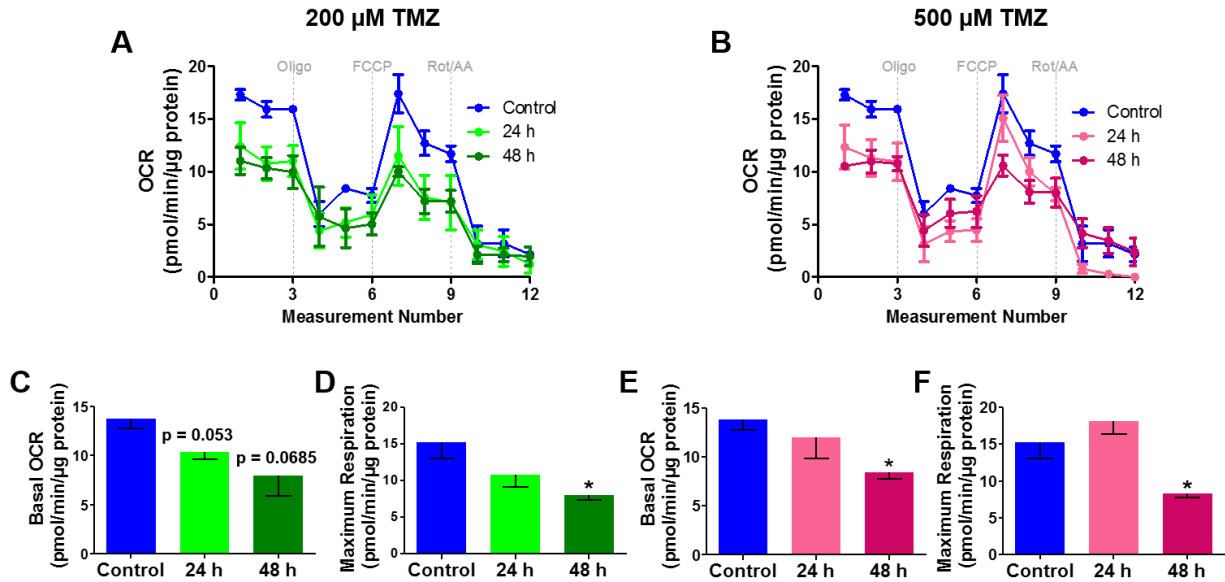 200 µM TMZ
500 µM TMZ
A
Oligo
FCCP
Rot/AA
20
15
10
5
0
OCR
(pmol/min/µg protein)
Control
24 h
48 h
0
3
6
9
12
Measurement Number
B
Oligo
FCCP
Rot/AA
20
15
10
5
0
OCR
(pmol/min/µg protein)
Control
24 h
48 h
0
3
6
9
12
Measurement Number
C
Basal OCR
(pmol/min/µg protein)
15
10
5
0
p = 0.053
p = 0.0685
Control
24 h
48 h
D
Maximum Respiration
(pmol/min/µg protein)
20
15
10
5
0
*
Control
24 h
48 h
E
Basal OCR
(pmol/min/µg protein)
15
10
5
0
*
Control
24 h
48 h
F
Maximum Respiration
(pmol/min/µg protein)
20
15
10
5
0
*
Control
24 h
48 h